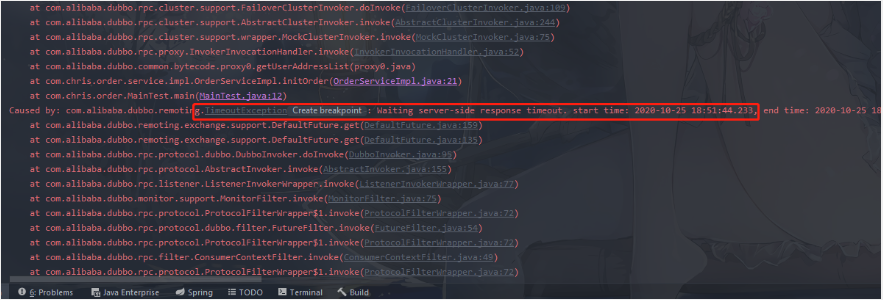 at com.alibaba.dubbo.rpc.cluster.support.FailoverClusterInvoker.doInvoke(FailoverClusterInvoker.java:109)
at com.alibaba.dubbo.rpc.cluster.support.AbstractClusterInvoker.invoke(AbstractClusterInvoker.java:244)
at com.alibaba.dubbo.rpc.cluster.support.wrapper.MockClusterInvoker.invoke(MockClusterInvoker.java:75)
at com.alibaba.dubbo.rpc.proxy.InvokerInvocationHandler.invoke(InvokerInvocationHandler.java:52)
at com.alibaba.dubbo.common.bytecode.proxy0.getUserAddressList(proxy0.java)
at com.chris.order.service.impl.OrderServiceImpl.initOrder(OrderServiceImpl.java:21)
at com.chris.order.MainTest.main(MainTest.java:12)
Caused by: com.alibaba.dubbo.remoting.TimeoutException Create breakpoint : Waiting server-side response timeout. start time: 2020-10-25 18:51:44.233, end time: 2020-10-25 18
at com.alibaba.dubbo.remoting.exchange.support.DefaultFuture.get(DefaultFuture.java:159)
at com.alibaba.dubbo.remoting.exchange.support.DefaultFuture.get(DefaultFuture.java:135)
at com.alibaba.dubbo.rpc.protocol.dubbo.DubboInvoker.doInvoke(DubboInvoker.java:95)
at com.alibaba.dubbo.rpc.protocol.AbstractInvoker.invoke(AbstractInvoker.java:155)
at com.alibaba.dubbo.rpc.listener.ListenerInvokerWrapper.invoke(ListenerInvokerWrapper.java:77)
at com.alibaba.dubbo.monitor.support.MonitorFilter.invoke(MonitorFilter.java:75)
at com.alibaba.dubbo.rpc.protocol.ProtocolFilterWrapper$1.invoke(ProtocolFilterWrapper.java:72)
at com.alibaba.dubbo.rpc.protocol.dubbo.filter.FutureFilter.invoke(FutureFilter.java:54)
at com.alibaba.dubbo.rpc.protocol.ProtocolFilterWrapper$1.invoke(ProtocolFilterWrapper.java:72)
at com.alibaba.dubbo.rpc.filter.ConsumerContextFilter.invoke(ConsumerContextFilter.java:49)
at com.alibaba.dubbo.rpc.protocol.ProtocolFilterWrapper$1.invoke(ProtocolFilterWrapper.java:72)
6: Problems Java Enterprise Spring TODO Terminal Build